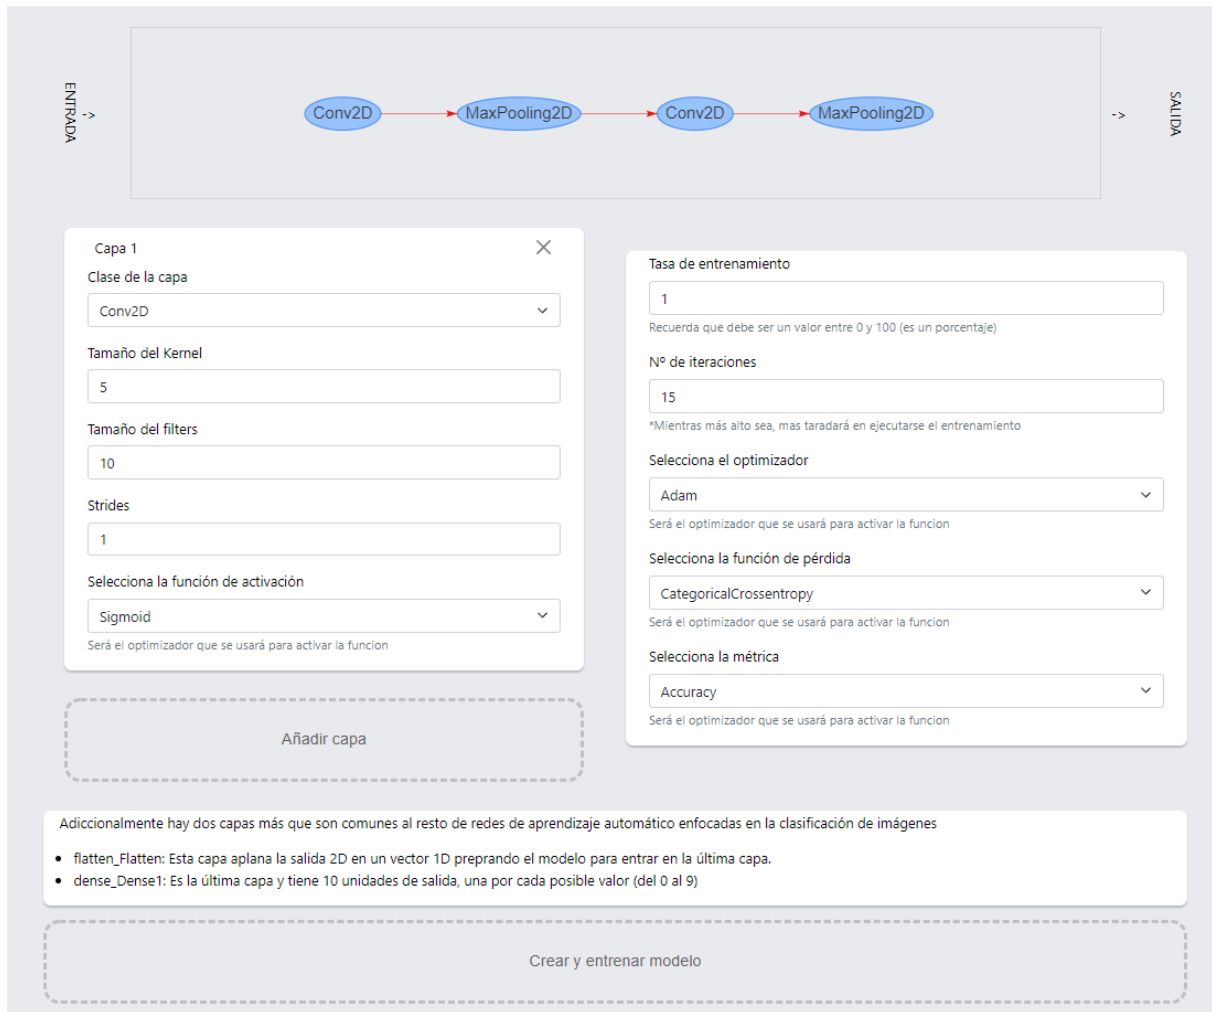 ENTRADA
->
Conv2D
MaxPooling2D
Conv2D
MaxPooling2D
->
SALIDA
Capa 1
Clase de la capa
Conv2D
Tamaño del Kernel
5
Tamaño del filters
10
Strides
1
Selecciona la función de activación
Sigmoid
Será el optimizador que se usará para activar la funcion
Añadir capa
Tasa de entrenamiento
1
Recuerda que debe ser un valor entre 0 y 100 (es un porcentaje)
Nº de iteraciones
15
*Mientras más alto sea, mas taradará en ejecutarse el entrenamiento
Selecciona el optimizador
Adam
Será el optimizador que se usará para activar la funcion
Selecciona la función de pérdida
CategoricalCrossentropy
Será el optimizador que se usará para activar la funcion
Selecciona la métrica
Accuracy
Será el optimizador que se usará para activar la funcion
Adiccionalmente hay dos capas más que son comunes al resto de redes de aprendizaje automático enfocadas en la clasificación de imágenes
• flatten_Flatten: Esta capa aplana la salida 2D en un vector 1D preprando el modelo para entrar en la última capa.
• dense_Dense1: Es la última capa y tiene 10 unidades de salida, una por cada posible valor (del 0 al 9)
Crear y entrenar modelo